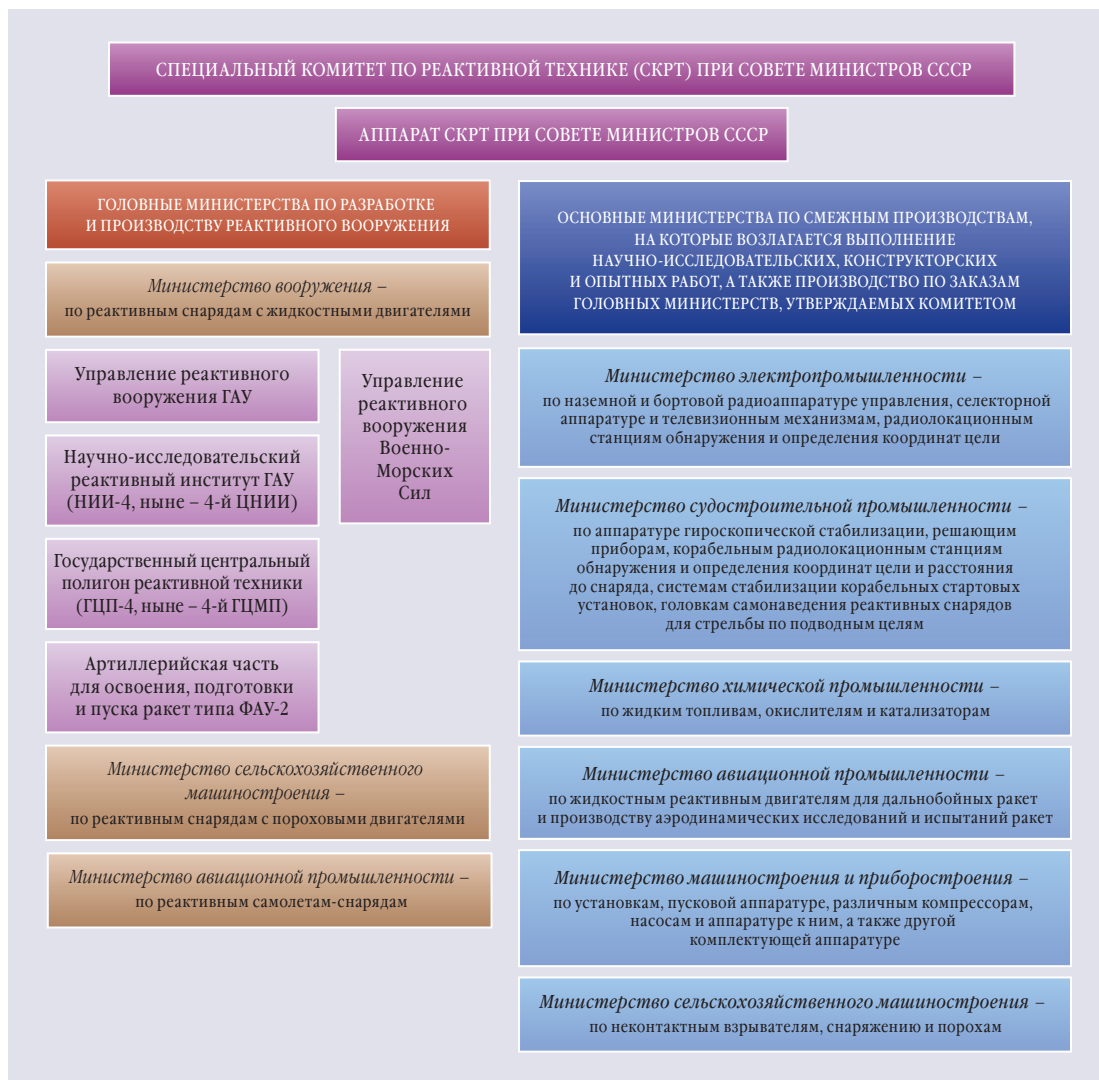 СПЕЦИАЛЬНЫЙ КОМИТЕТ ПО РЕАКТИВНОЙ ТЕХНИКЕ (СКРТ) ПРИ СОВЕТЕ МИНИСТРОВ СССР
АППАРАТ СКРТ ПРИ СОВЕТЕ МИНИСТРОВ СССР
ГОЛОВНЫЕ МИНИСТЕРСТВА ПО РАЗРАБОТКЕ
И ПРОИЗВОДСТВУ РЕАКТИВНОГО ВООРУЖЕНИЯ
Министерство вооружения –
по реактивным снарядам с жидкостными двигателями
Управление реактивного
вооружения ГАУ
Научно-исследовательский
реактивный институт ГАУ
(НИИ-4, ныне – 4-й ЦНИИ)
Государственный центральный
полигон реактивной техники
(ГЦП-4, ныне – 4-й ГЦМП)
Артиллерийская часть
для освоения, подготовки
и пуска ракет типа ФАУ-2
Управление
реактивного
вооружения
Военно-
Морских
Сил
Министерство сельскохозяйственного
машиностроения –
по реактивным снарядам с пороховыми двигателями
Министерство авиационной промышленности –
по реактивным самолетам-снарядам
ОСНОВНЫЕ МИНИСТЕРСТВА ПО СМЕЖНЫМ ПРОИЗВОДСТВАМ,
НА КОТОРЫЕ ВОЗЛАГАЕТСЯ ВЫПОЛНЕНИЕ
НАУЧНО-ИССЛЕДОВАТЕЛЬСКИХ, КОНСТРУКТОРСКИХ
И ОПЫТНЫХ РАБОТ, А ТАКЖЕ ПРОИЗВОДСТВО ПО ЗАКАЗАМ
ГОЛОВНЫХ МИНИСТЕРСТВ, УТВЕРЖДАЕМЫХ КОМИТЕТОМ
Министерство электропромышленности –
по наземной и бортовой радиоаппаратуре управления, селекторной
аппаратуре и телевизионным механизмам, радиолокационным
станциям обнаружения и определения координат цели
Министерство судостроительной промышленности –
по аппаратуре гироскопической стабилизации, решающим
приборам, корабельным радиолокационным станциям
обнаружения и определения координат цели и расстояния
до снаряда, системам стабилизации корабельных стартовых
установок, головкам самонаведения реактивных снарядов
для стрельбы по подводным целям
Министерство химической промышленности –
по жидким топливам, окислителям и катализаторам
Министерство авиационной промышленности –
по жидкостным реактивным двигателям для дальнобойных ракет
и производству аэродинамических исследований и испытаний ракет
Министерство машиностроения и приборостроения –
по установкам, пусковой аппаратуре, различным компрессорам,
насосам и аппаратуре к ним, а также другой
комплектующей аппаратуре
Министерство сельскохозяйственного машиностроения –
по неконтактным взрывателям, снаряжению и порохам